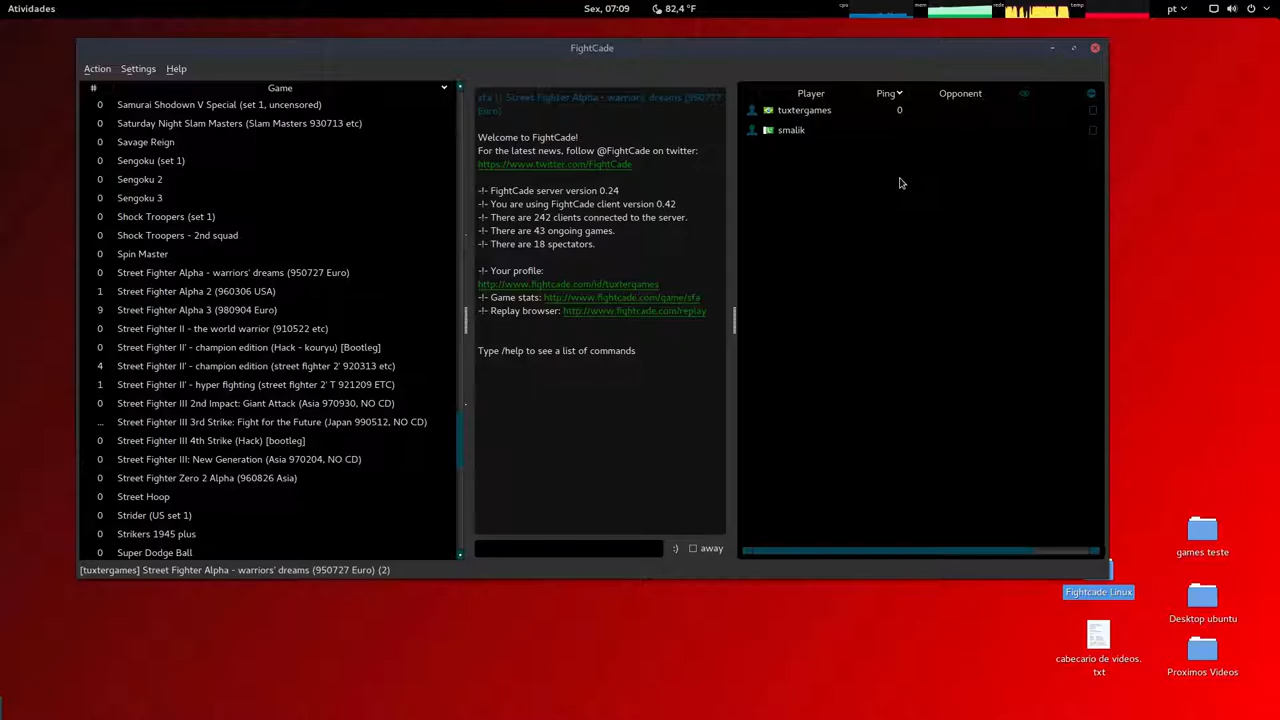 Atividades
Sex, 07:09
82,4 °F
cpu
mem
rede
temp
pt
FightCade
Action Settings Help
# Game
0 Samurai Shodown V Special (set 1, uncensored)
0 Saturday Night Slam Masters (Slam Masters 930713 etc)
0 Savage Reign
0 Sengoku (set 1)
0 Sengoku 2
0 Sengoku 3
0 Shock Troopers (set 1)
0 Shock Troopers - 2nd squad
0 Spin Master
0 Street Fighter Alpha - warriors' dreams (950727 Euro)
1 Street Fighter Alpha 2 (960306 USA)
9 Street Fighter Alpha 3 (980904 Euro)
0 Street Fighter II - the world warrior (910522 etc)
0 Street Fighter II' - champion edition (Hack - kouryu) [Bootleg]
4 Street Fighter II' - champion edition (street fighter 2' 920313 etc)
1 Street Fighter II' - hyper fighting (street fighter 2' T 921209 ETC)
0 Street Fighter III 2nd Impact: Giant Attack (Asia 970930, NO CD)
... Street Fighter III 3rd Strike: Fight for the Future (Japan 990512, NO CD)
0 Street Fighter III 4th Strike (Hack) [bootleg]
0 Street Fighter III: New Generation (Asia 970204, NO CD)
0 Street Fighter Zero 2 Alpha (960826 Asia)
0 Street Hoop
0 Strider (US set 1)
0 Strikers 1945 plus
0 Super Dodge Ball
[tuxtergames] Street Fighter Alpha - warriors' dreams (950727 Euro) (2)
sfa || Street Fighter Alpha - warriors' dreams (950727
Euro)
Welcome to FightCade!
For the latest news, follow @FightCade on twitter:
https://www.twitter.com/FightCade
-!- FightCade server version 0.24
-!- You are using FightCade client version 0.42
-!- There are 242 clients connected to the server.
-!- There are 43 ongoing games.
-!- There are 18 spectators.
-!- Your profile:
http://www.fightcade.com/id/tuxtergames
-!- Game stats: http://www.fightcade.com/game/sfa
-!- Replay browser: http://www.fightcade.com/replay
Type /help to see a list of commands
:) away
Player Ping Opponent
tuxtergames 0
smalik
games teste
Fightcade Linux
Desktop ubuntu
cabecario de videos.
txt
Proximos Videos